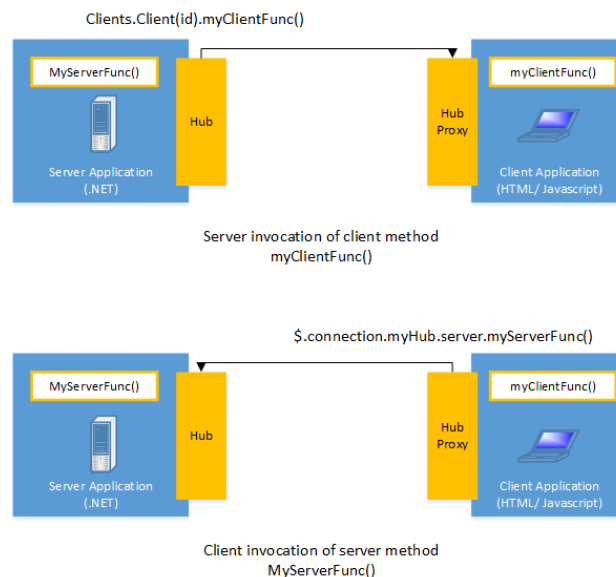 Clients.Client(id).myClientFunc()
MyServerFunc()
Hub
Server Application
(.NET)
Hub
Proxy
myClientFunc()
Client Application
(HTML/ Javascript)
Server invocation of client method
myClientFunc()
$.connection.myHub.server.myServerFunc()
MyServerFunc()
Hub
Server Application
(.NET)
Hub
Proxy
myClientFunc()
Client Application
(HTML/ Javascript)
Client invocation of server method
MyServerFunc()